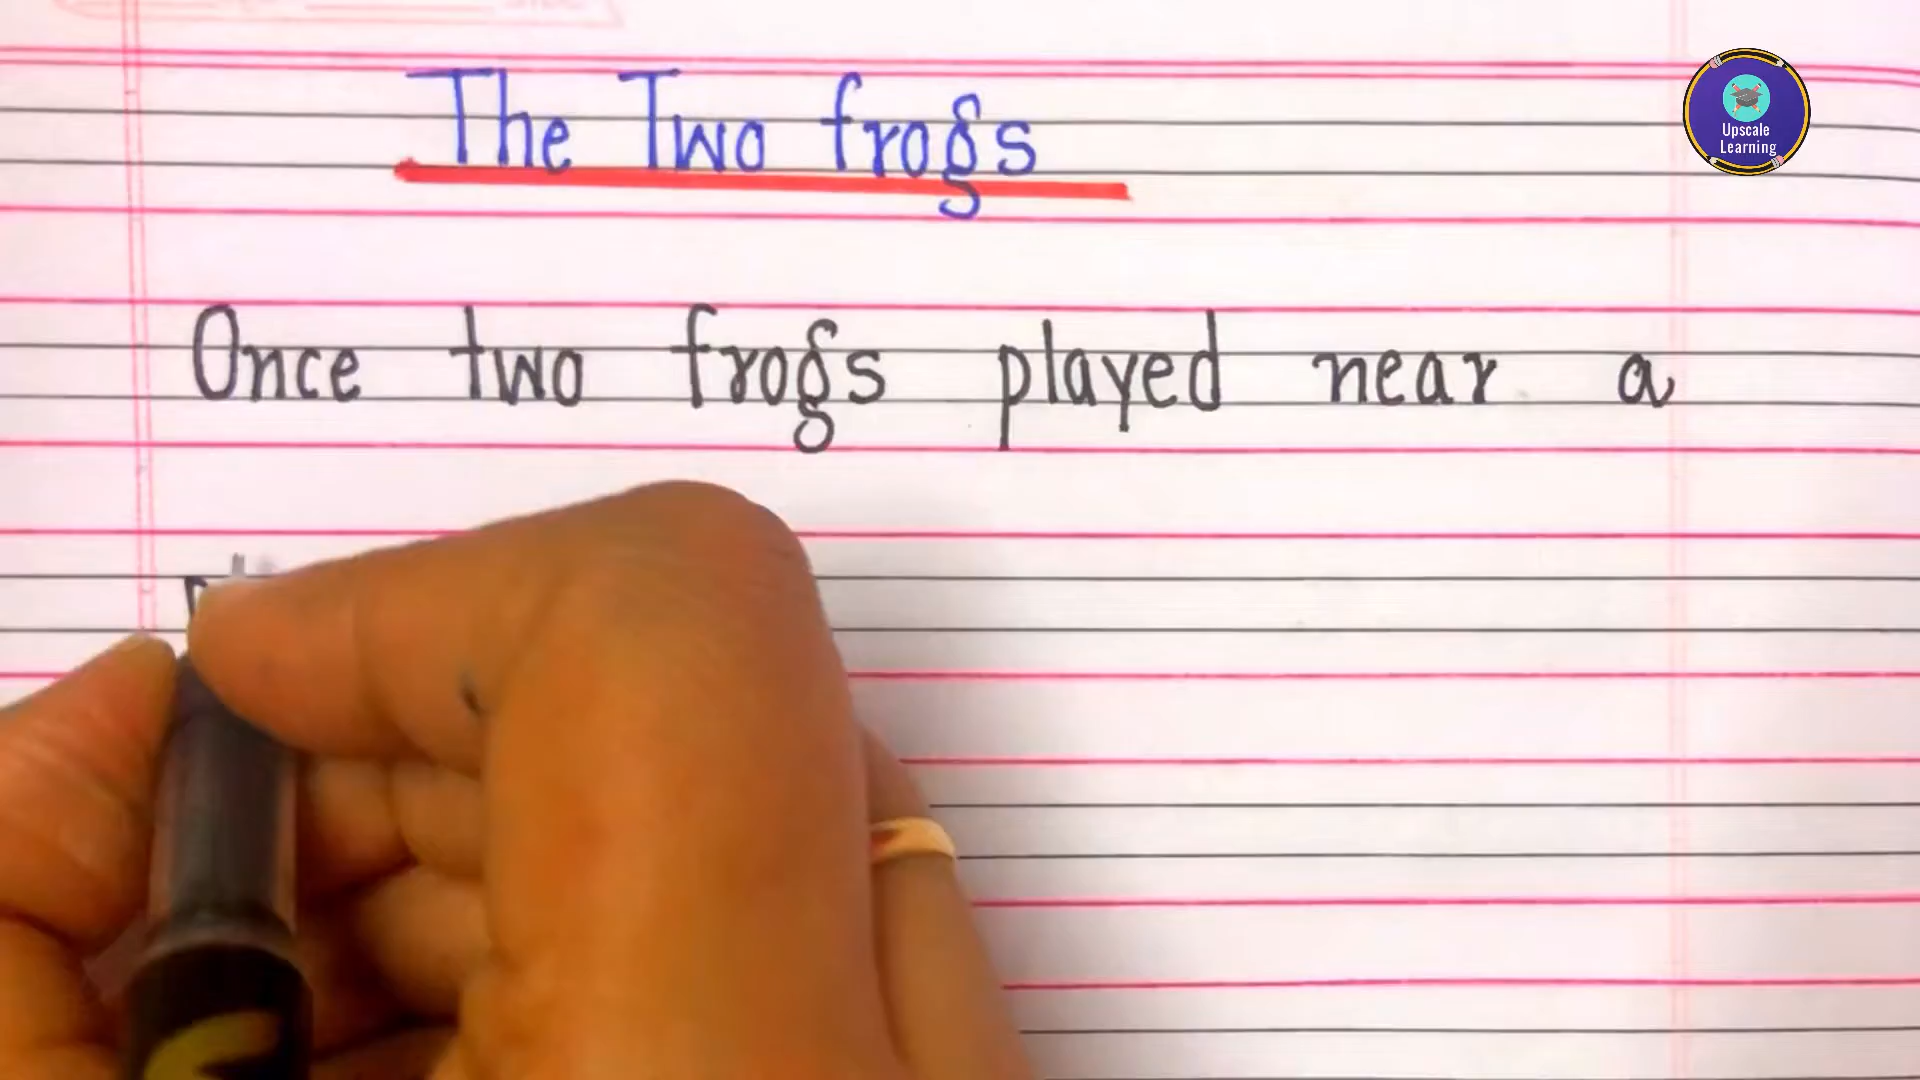 The Two frogs
Upscale
Learning
Once two frogs played near a